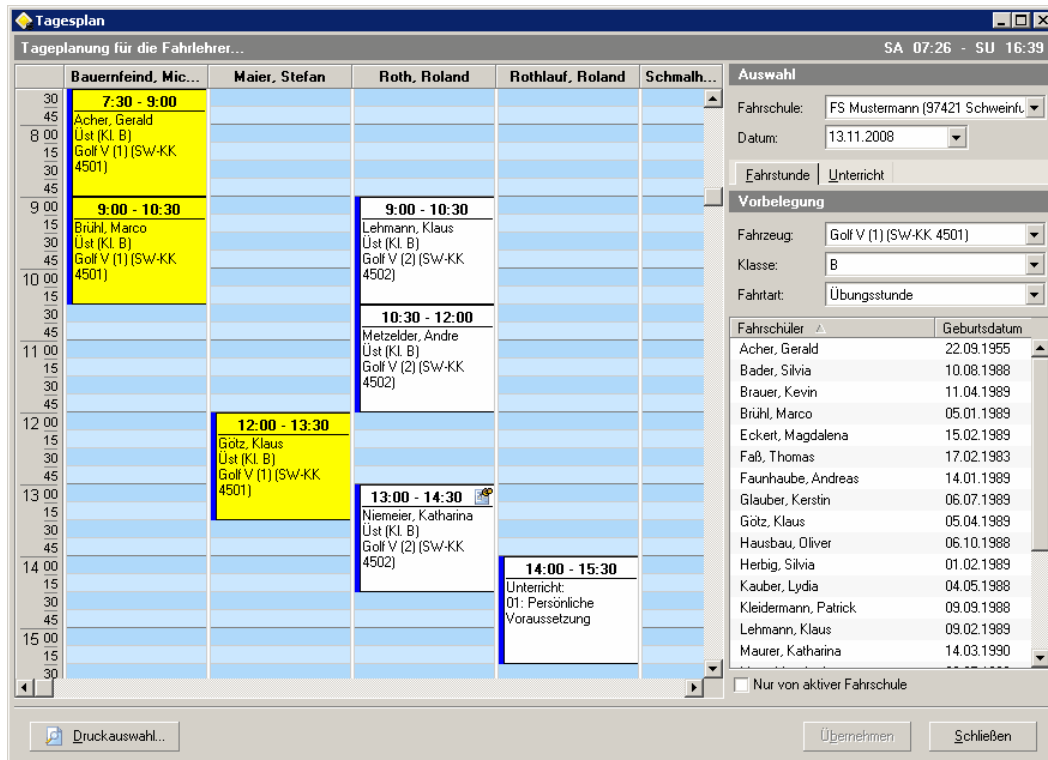 Tagesplan
Tageplanung für die Fahrlehrer...
SA 07:26 - SU 16:39
Bauernfeind, Mic... Maier, Stefan Roth, Roland Rothlauf, Roland Schmalh...
30
45
8 00
15
30
45
9 00
15
30
45
10 00
15
30
45
11 00
15
30
45
12 00
15
30
45
13 00
15
30
45
14 00
15
30
45
15 00
15
30
7:30 - 9:00
Acher, Gerald
Üst (Kl. B)
Golf V (1) (SW-KK
4501)
9:00 - 10:30
Brühl, Marco
Üst (Kl. B)
Golf V (1) (SW-KK
4501)
12:00 - 13:30
Götz, Klaus
Üst (Kl. B)
Golf V (1) (SW-KK
4501)
9:00 - 10:30
Lehmann, Klaus
Üst (Kl. B)
Golf V (2) (SW-KK
4502)
10:30 - 12:00
Metzelder, Andre
Üst (Kl. B)
Golf V (2) (SW-KK
4502)
13:00 - 14:30
Niemeier, Katharina
Üst (Kl. B)
Golf V (2) (SW-KK
4502)
14:00 - 15:30
Unterricht:
01: Persönliche
Voraussetzung
Auswahl
Fahrschule: FS Mustermann (97421 Schweinfu
Datum: 13.11.2008
Fahrstunde Unterricht
Vorbelegung
Fahrzeug: Golf V (1) (SW-KK 4501)
Klasse: B
Fahrtart: Übungsstunde
Fahrschüler Geburtsdatum
Acher, Gerald 22.09.1955
Bader, Silvia 10.08.1988
Brauer, Kevin 11.04.1989
Brühl, Marco 05.01.1989
Eckert, Magdalena 15.02.1989
Faß, Thomas 17.02.1983
Faunhaube, Andreas 14.01.1989
Glauber, Kerstin 06.07.1989
Götz, Klaus 05.04.1989
Hausbau, Oliver 06.10.1988
Herbig, Silvia 01.02.1989
Kauber, Lydia 04.05.1988
Kleidermann, Patrick 09.09.1988
Lehmann, Klaus 09.02.1989
Maurer, Katharina 14.03.1990
Nur von aktiver Fahrschule
Druckauswahl...
Übernehmen
Schließen